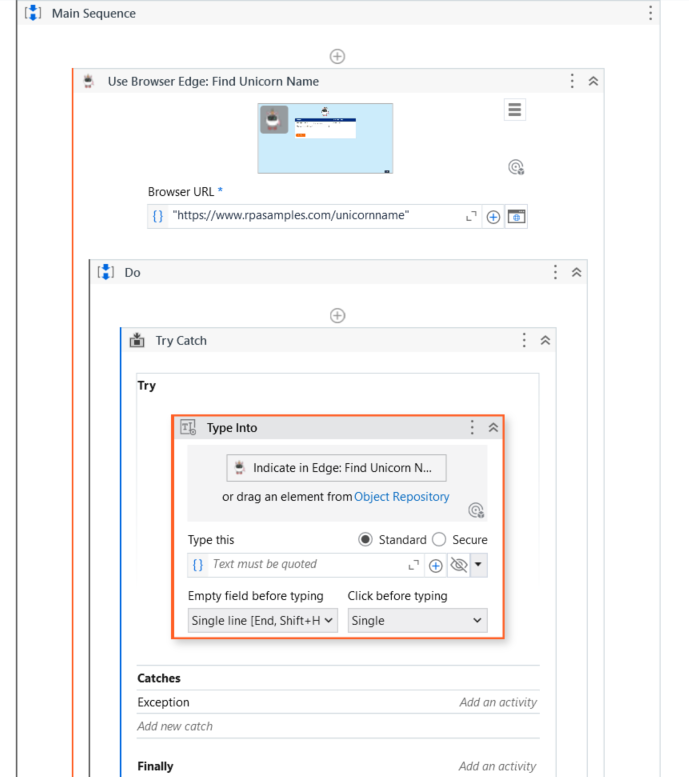 Main Sequence
Use Browser Edge: Find Unicorn Name
Browser URL *
"https://www.rpasamples.com/unicornname"
Do
Try Catch
Try
Type Into
Indicate in Edge: Find Unicorn N...
or drag an element from Object Repository
Type this Standard Secure
Text must be quoted
Empty field before typing Click before typing
Single line [End, Shift+H Single
Catches
Exception Add an activity
Add new catch
Finally Add an activity